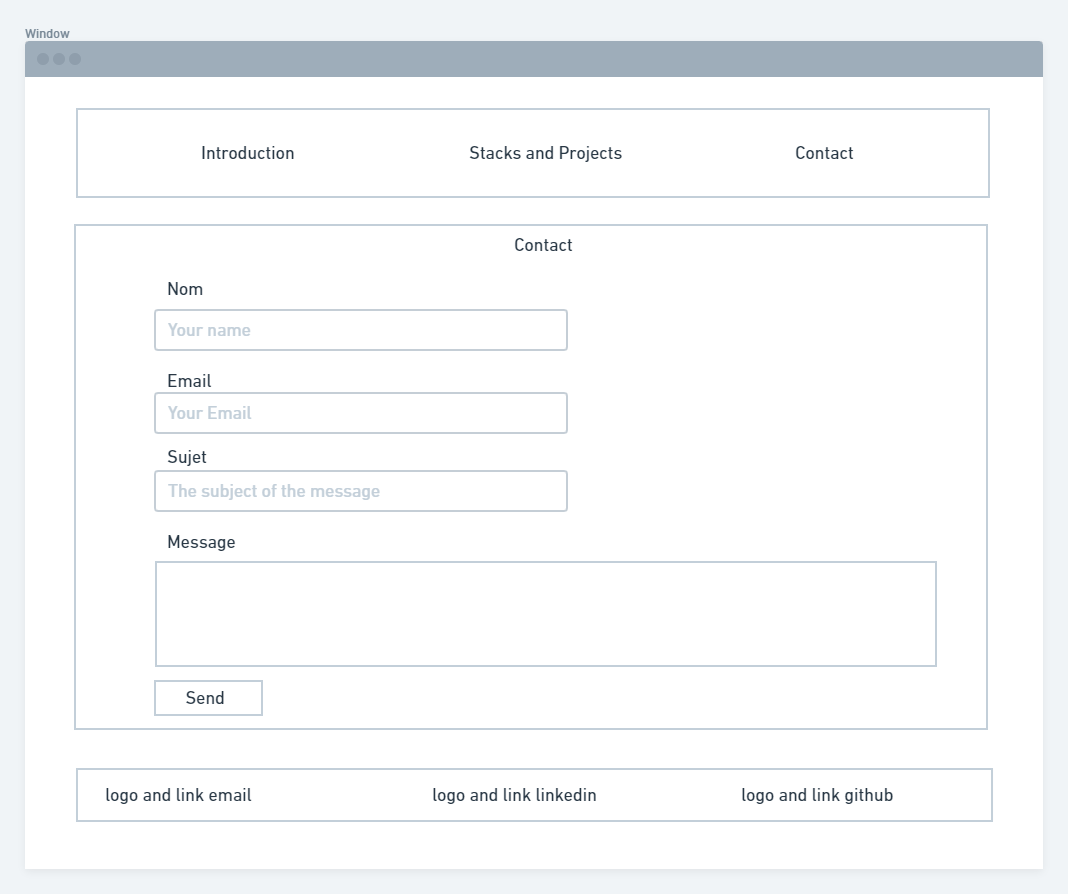 Window
Introduction Stacks and Projects Contact
Contact
Nom
Your name
Email
Your Email
Sujet
The subject of the message
Message
Send
logo and link email logo and link linkedin logo and link github